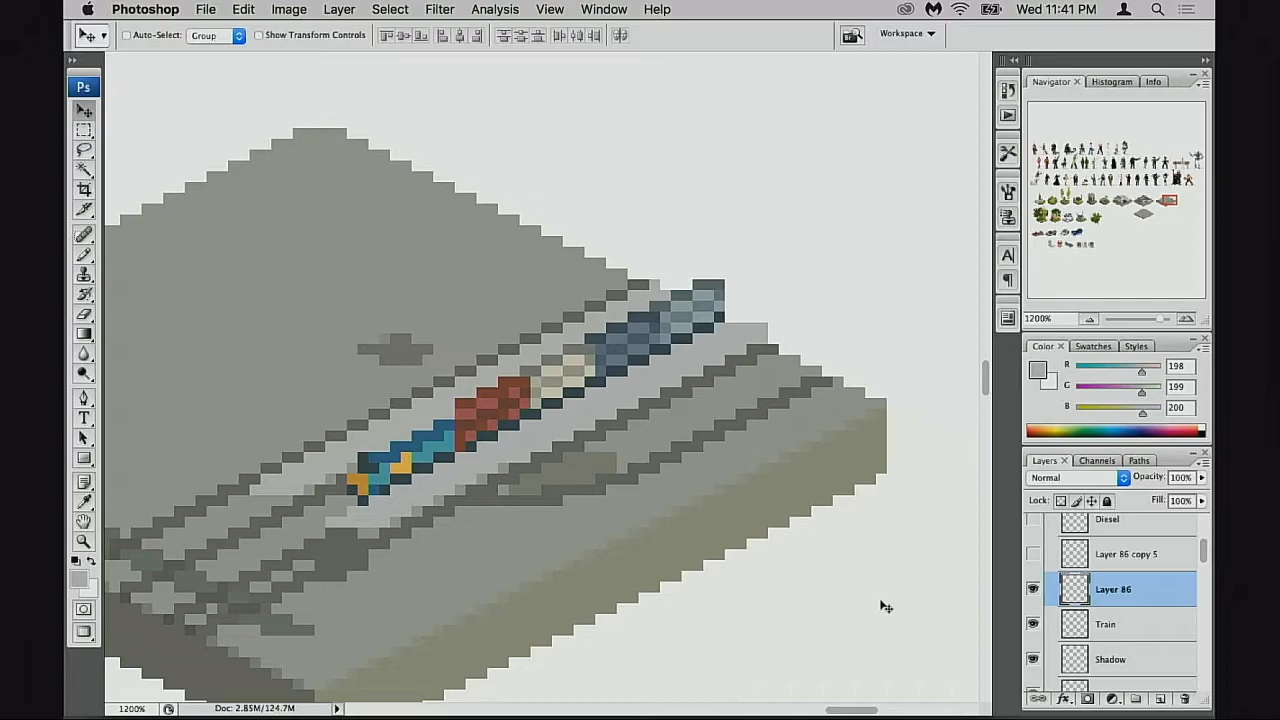 Photoshop File Edit Image Layer Select Filter Analysis View Window Help Wed 11:41 PM
Auto-Select: Group Show Transform Controls Workspace
Ps
Navigator Histogram Info
1200%
Color Swatches Styles
R 198
G 199
B 200
Layers Channels Paths
Normal Opacity: 100%
Lock: Fill: 100%
Diesel
Layer 86 copy 5
Layer 86
Train
Shadow
1200% Doc: 2.85M/124.7M